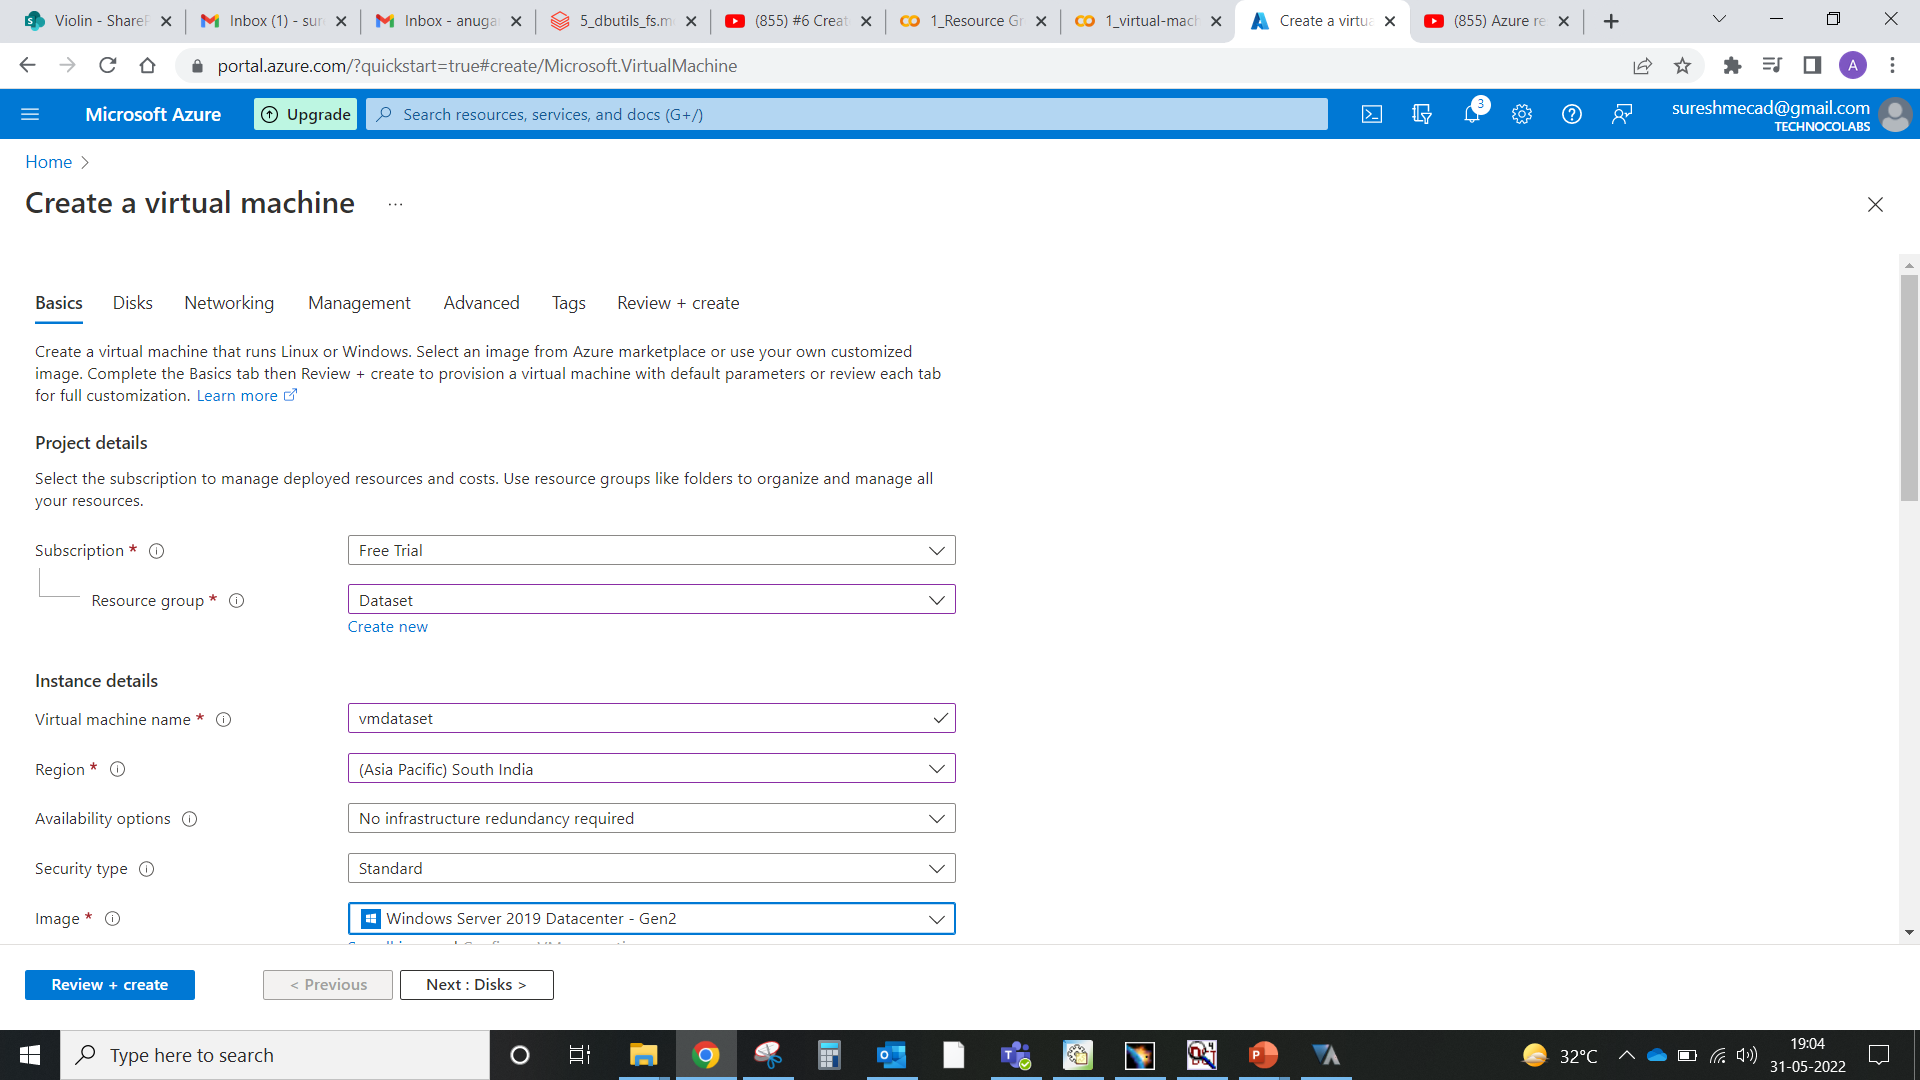 Violin - Share
Inbox (1) - sur
Inbox - anuga
5_dbutils_fs.m
(855) #6 Creat
1_Resource Gr
1_virtual-mach
Create a virtua
(855) Azure re
portal.azure.com/?quickstart=true#create/Microsoft.VirtualMachine
A
Microsoft Azure
Upgrade
Search resources, services, and docs (G+/)
3
sureshmecad@gmail.com
TECHNOCOLABS
Home
Create a virtual machine
...
Basics
Disks
Networking
Management
Advanced
Tags
Review + create
Create a virtual machine that runs Linux or Windows. Select an image from Azure marketplace or use your own customized
image. Complete the Basics tab then Review + create to provision a virtual machine with default parameters or review each tab
for full customization. Learn more
Project details
Select the subscription to manage deployed resources and costs. Use resource groups like folders to organize and manage all
your resources.
Subscription *
Free Trial
Resource group *
Dataset
Create new
Instance details
Virtual machine name *
vmdataset
Region *
(Asia Pacific) South India
Availability options
No infrastructure redundancy required
Security type
Standard
Image *
Windows Server 2019 Datacenter - Gen2
Review + create
< Previous
Next : Disks >
Type here to search
32°C
19:04
31-05-2022